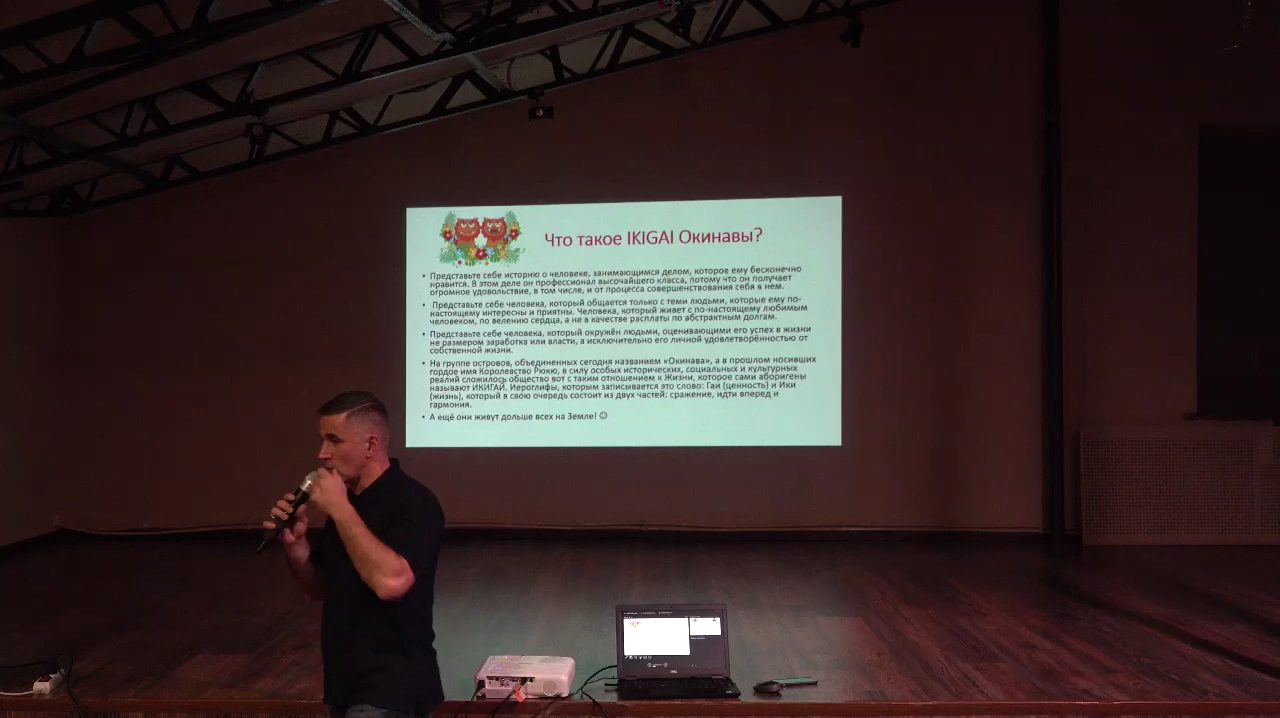 Что такое IKIGAI Окинавы?
• Представьте себе историю о человеке, занимающимся делом, которое ему бесконечно
нравится. В этом деле он профессионал высочайшего класса, потому что он получает
огромное удовольствие, в том числе, и от процесса совершенствования себя в нем.
• Представьте себе человека, который общается только с теми людьми, которые ему по-
настоящему интересны и приятны. Человека, который живет с по-настоящему любимым
человеком, по велению сердца, а не в качестве расплаты по абстрактным долгам.
• Представьте себе человека, который окружён людьми, оценивающими его успех в жизни
не размером заработка или власти, а исключительно его личной удовлетворённостью от
собственной жизни.
• На группе островов, объединенных сегодня названием «Окинава», а в прошлом носивших
гордое имя Королевство Рюкю, в силу особых исторических, социальных и культурных
реалий сложилось общество вот с таким отношением к Жизни, которое сами аборигены
называют ИКИГАЙ. Иероглифы, которым записывается это слово: Гаи (ценность) и Ики
(жизнь), который в свою очередь состоит из двух частей: сражение, идти вперед и
гармония.
• А ещё они живут дольше всех на Земле! ☺